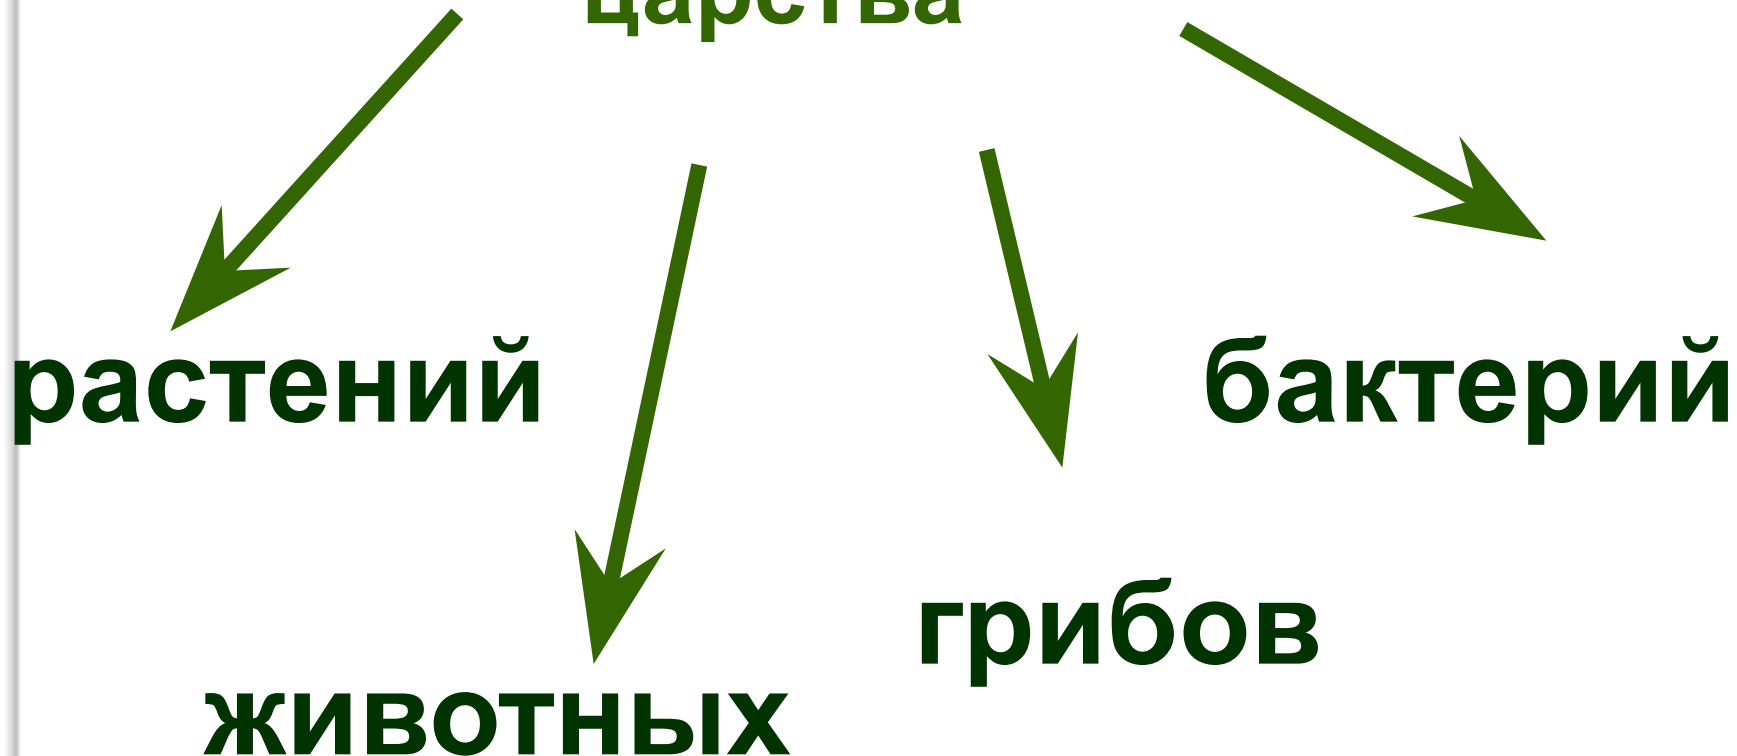 царства
растений
бактерий
грибов
животных